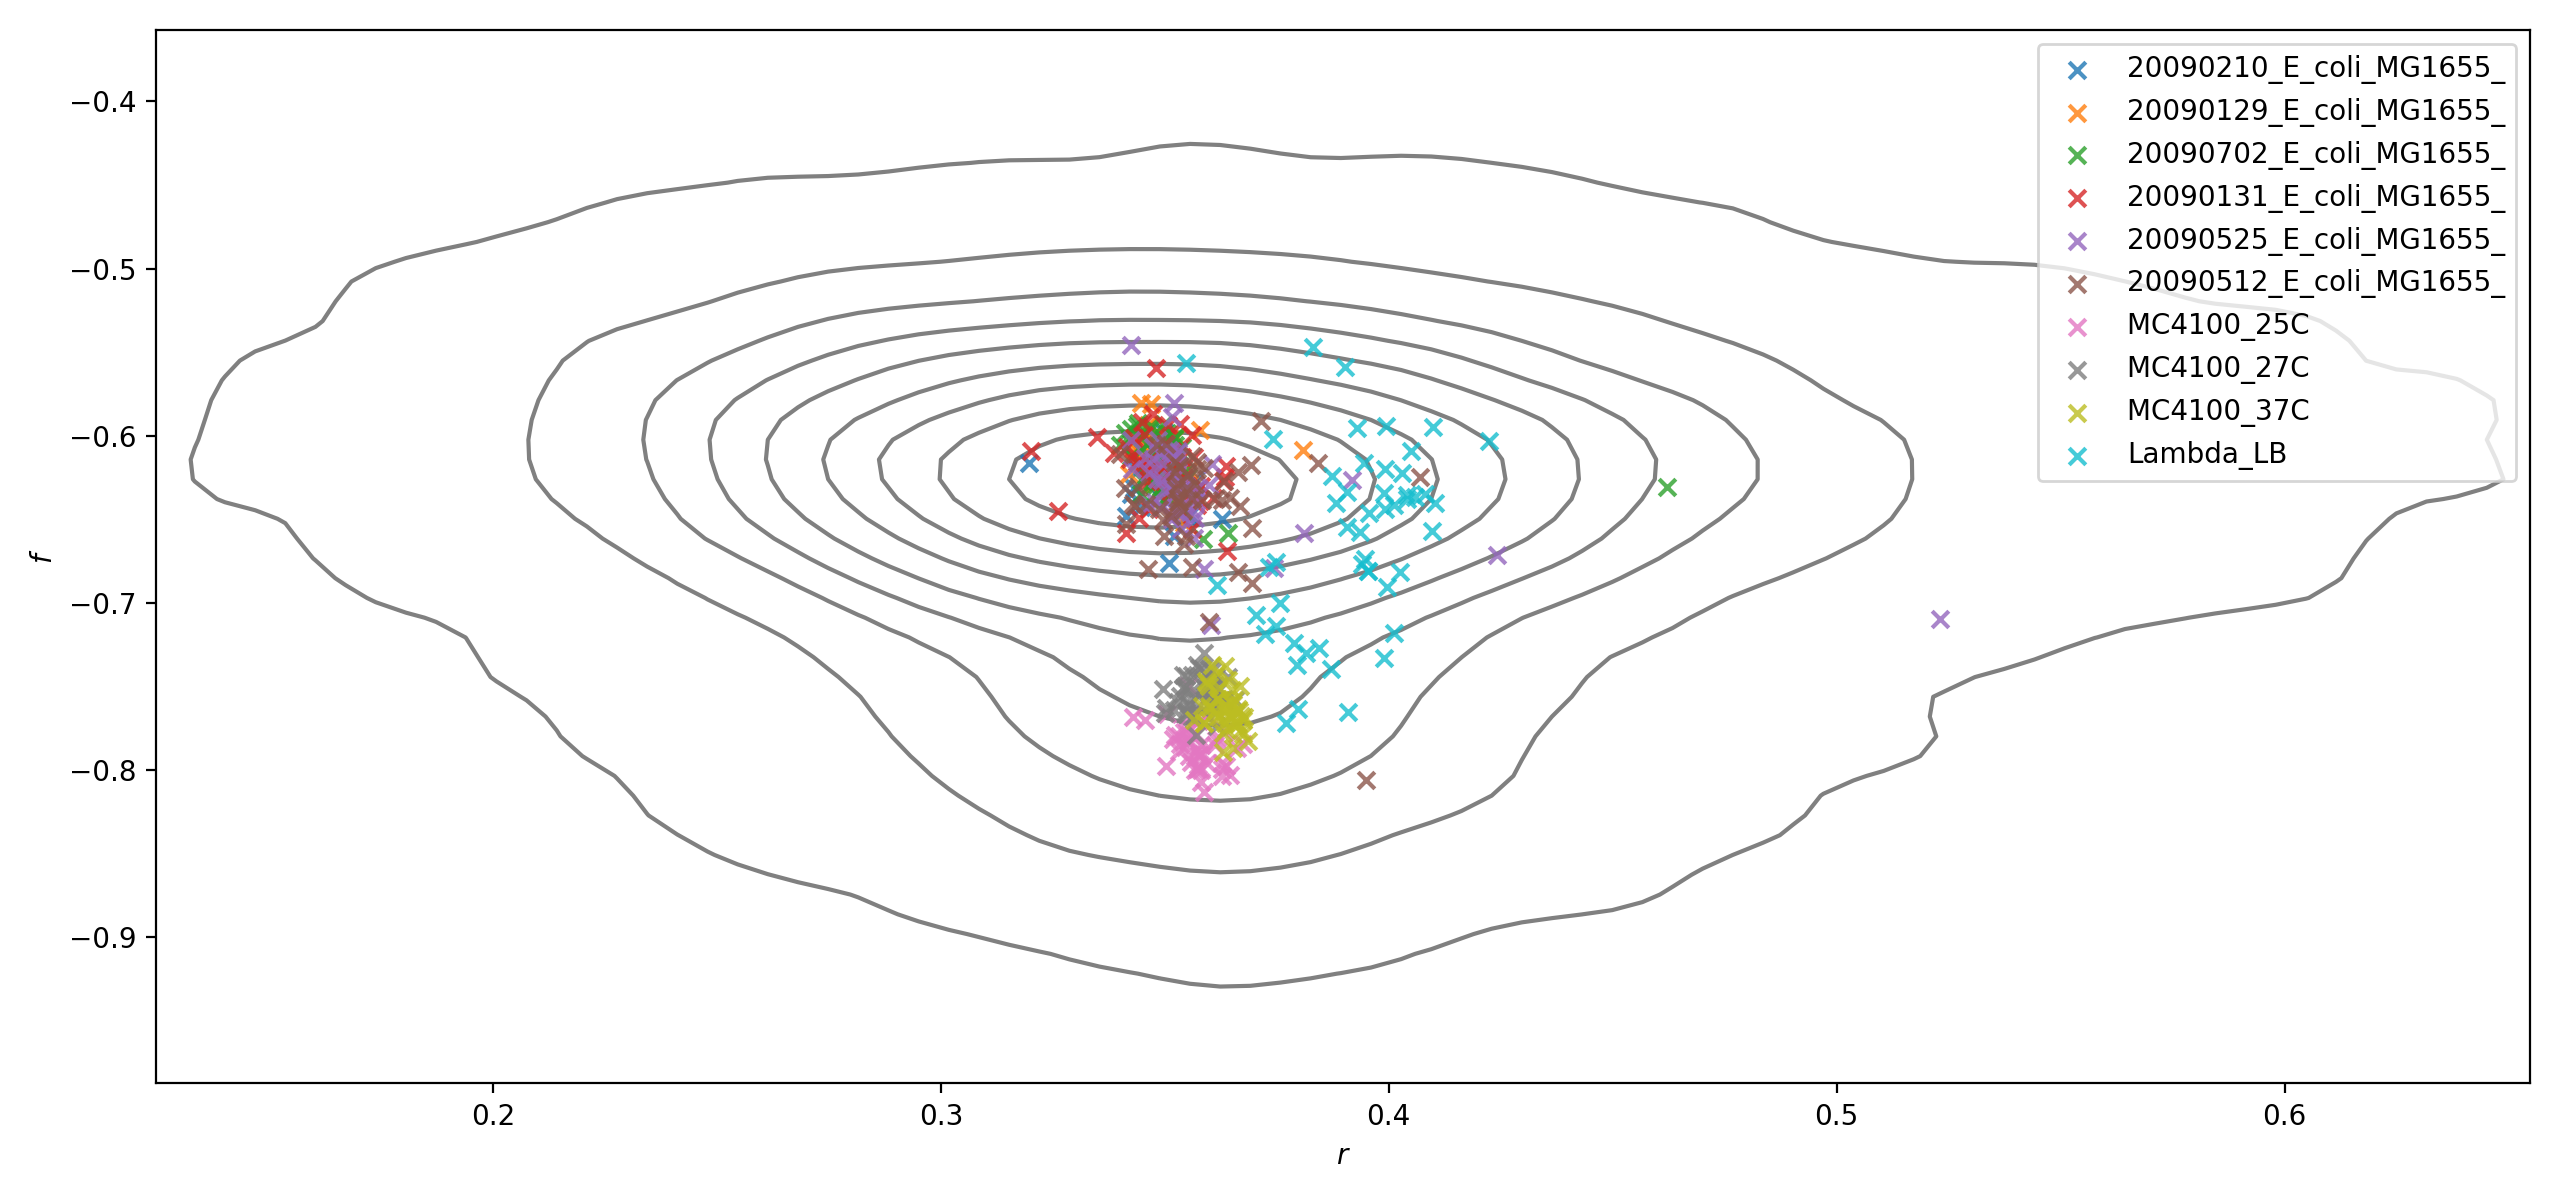 20090210_E_coli_MG1655_
20090129_E_coli_MG1655_
20090702_E_coli_MG1655_
20090131_E_coli_MG1655_
20090525_E_coli_MG1655_
20090512_E_coli_MG1655_
MC4100_25C
MC4100_27C
MC4100_37C
Lambda_LB
−0.4
−0.5
−0.6
−0.7
−0.8
−0.9
f
0.2 0.3 0.4 0.5 0.6
r